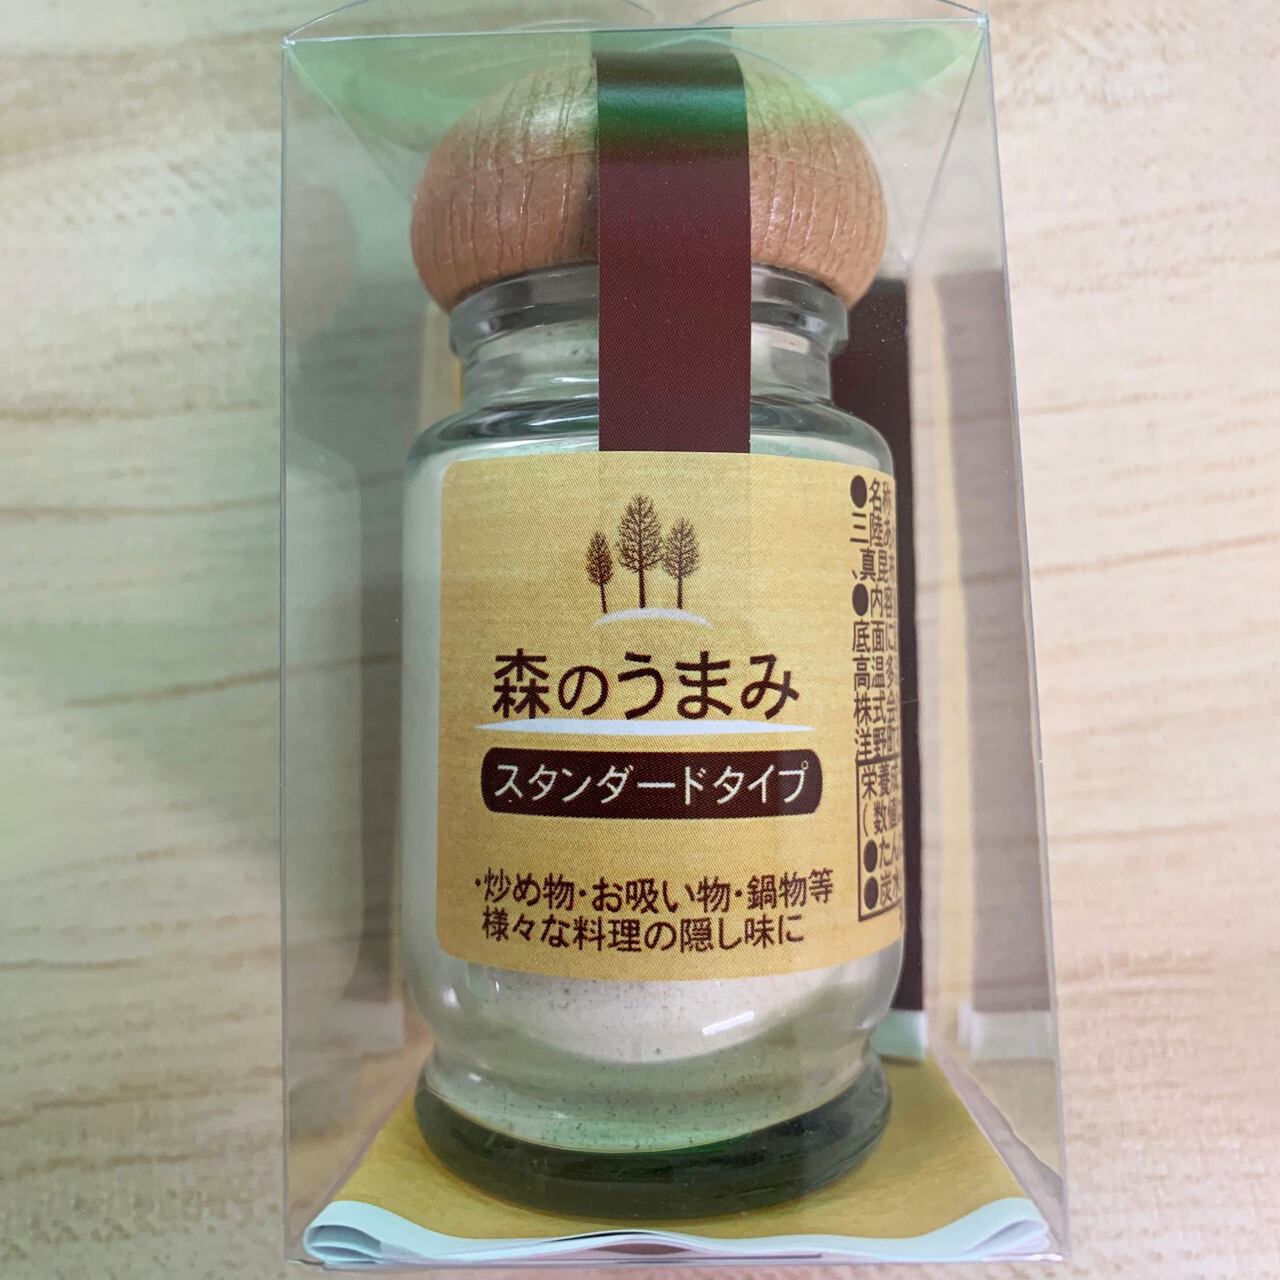 森のうまみ
スタンダードタイプ
・炒め物・お吸い物・鍋物等
様々な料理の隠し味に
●名称
三陸
、真昆布
●内容
底面に
高温多
株式会
洋野町
栄養成
(数値は
●たん
●炭水